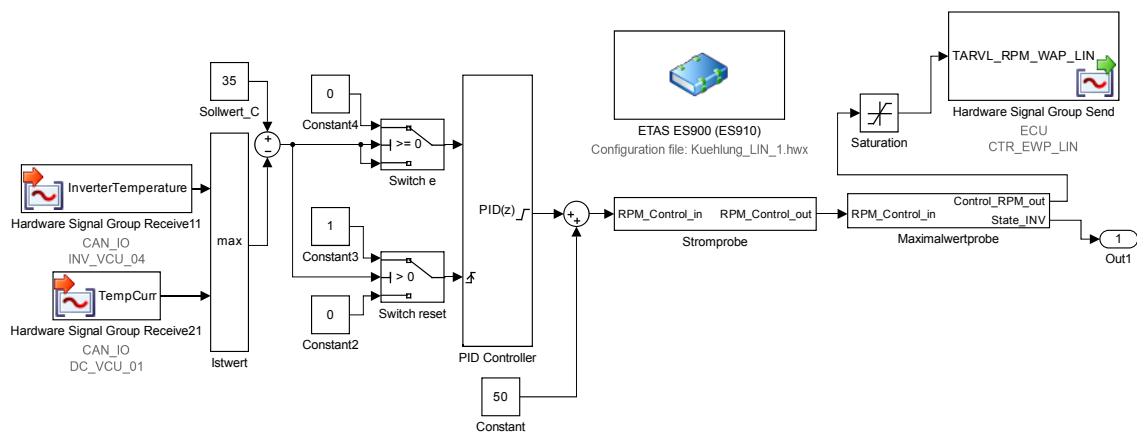 35
Sollwert_C
InverterTemperature
Hardware Signal Group Receive11
CAN_IO
INV_VCU_04
TempCurr
Hardware Signal Group Receive21
CAN_IO
DC_VCU_01
max
Istwert
+
−
0
Constant4
>= 0
Switch e
1
Constant3
> 0
Switch reset
0
Constant2
PID(z)
PID Controller
50
Constant
+
+
ETAS ES900 (ES910)
Configuration file: Kuehlung_LIN_1.hwx
RPM_Control_in
RPM_Control_out
Stromprobe
RPM_Control_in
Control_RPM_out
State_INV
Maximalwertprobe
1
Out1
Saturation
TARVL_RPM_WAP_LIN
Hardware Signal Group Send
ECU
CTR_EWP_LIN